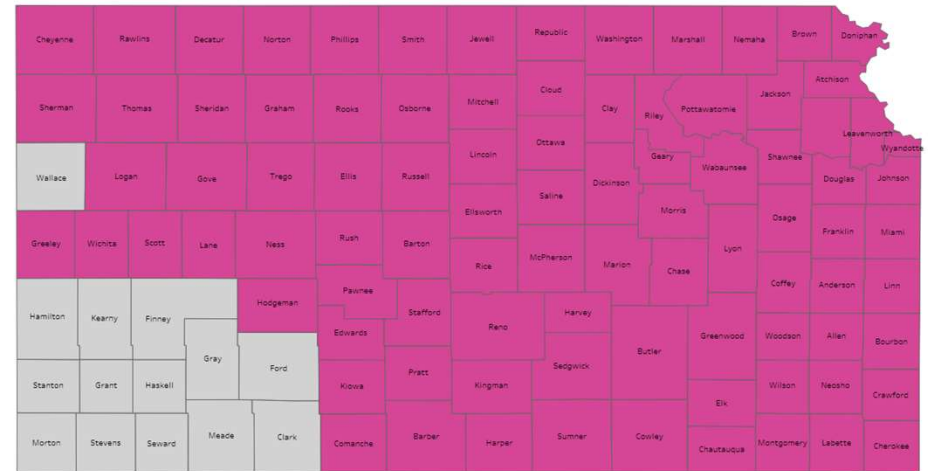 Cheyenne
Rawlins
Decatur
Norton
Phillips
Smith
Jewell
Republic
Washington
Marshall
Nemaha
Brown
Doniphan
Sherman
Thomas
Sheridan
Graham
Rooks
Osborne
Mitchell
Cloud
Clay
Riley
Pottawatomie
Jackson
Atchison
Leavenworth
Wyandotte
Wallace
Logan
Gove
Trego
Ellis
Russell
Lincoln
Ottawa
Saline
Dickinson
Geary
Wabaunsee
Shawnee
Douglas
Johnson
Greeley
Wichita
Scott
Lane
Ness
Rush
Barton
Ellsworth
Rice
McPherson
Marion
Morris
Chase
Lyon
Osage
Franklin
Miami
Coffey
Anderson
Linn
Hamilton
Kearny
Finney
Hodgeman
Pawnee
Stafford
Edwards
Reno
Harvey
Sedgwick
Butler
Greenwood
Woodson
Allen
Bourbon
Gray
Ford
Stanton
Grant
Haskell
Kiowa
Pratt
Kingman
Elk
Wilson
Neosho
Crawford
Morton
Stevens
Seward
Meade
Clark
Comanche
Barber
Harper
Sumner
Cowley
Chautauqua
Montgomery
Labette
Cherokee